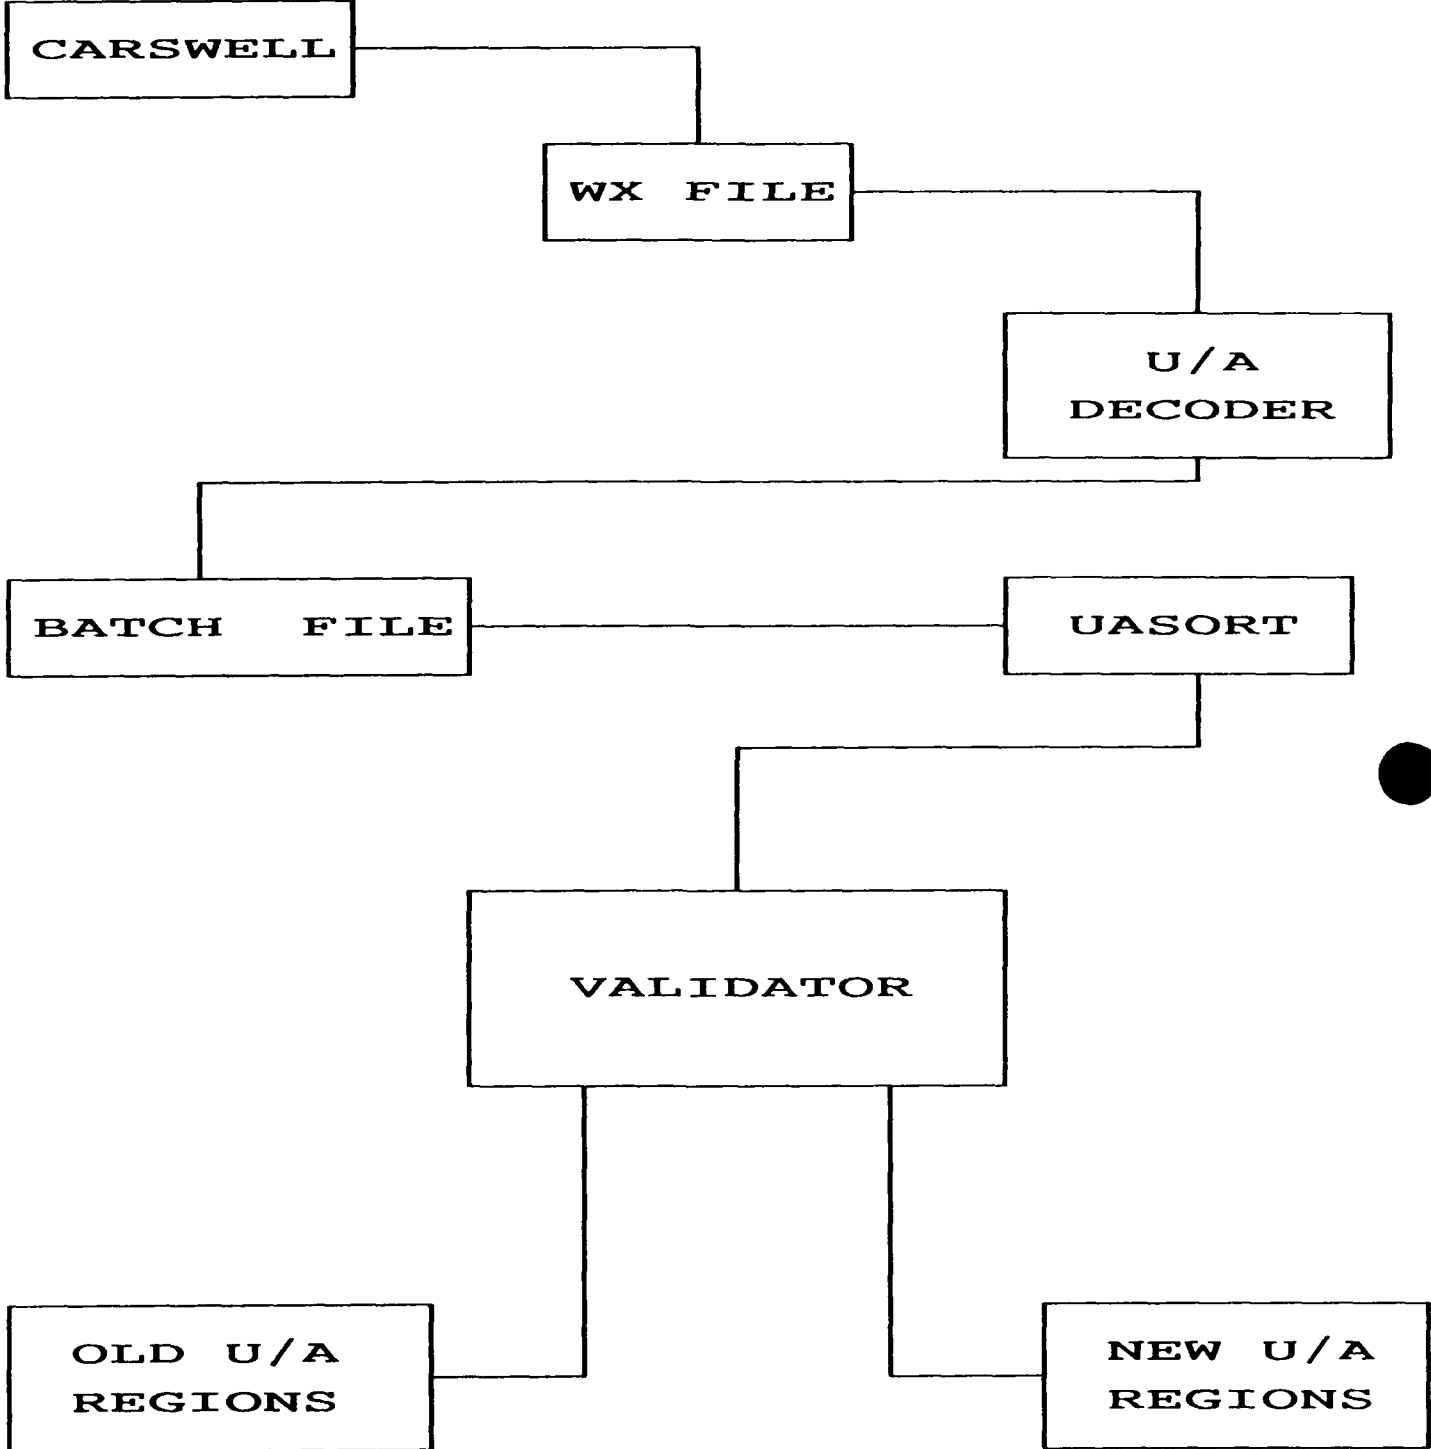 CARSWELL
WX FILE
U/A
DECODER
BATCH FILE
UASORT
VALIDATOR
OLD U/A
REGIONS
NEW U/A
REGIONS